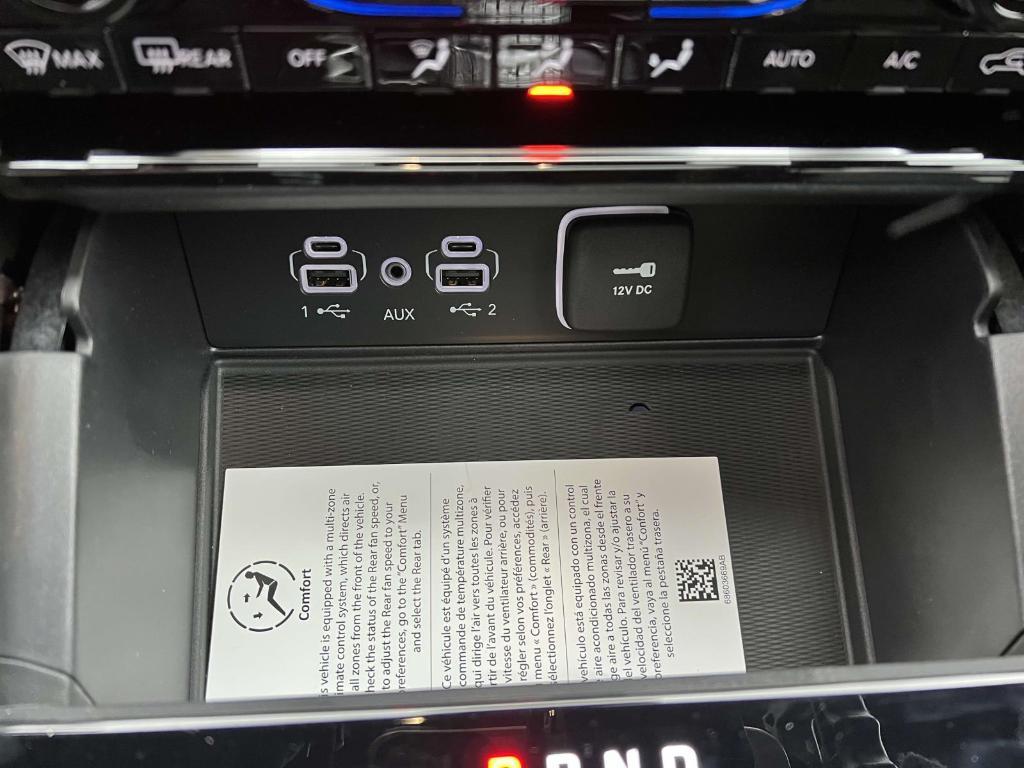 MAX
REAR
OFF
AUTO
A/C
1
AUX
2
12V DC
Comfort
is vehicle is equipped with a multi-zone
imate control system, which directs air
all zones from the front of the vehicle.
heck the status of the Rear fan speed, or,
to adjust the Rear fan speed to your
references, go to the "Comfort" Menu
and select the Rear tab.
Ce véhicule est équipé d'un système
commande de température multizone,
qui dirige l'air vers toutes les zones à
rtir de l'avant du véhicule. Pour vérifier
vitesse du ventilateur arrière, ou pour
régler selon vos préférences, accédez
menu « Comfort » (commodités), puis
électionnez l'onglet « Rear » (arrière).
vehículo está equipado con un control
aire acondicionado multizona, el cual
ge aire a todas las zonas desde el frente
el vehículo. Para revisar y/o ajustar la
velocidad del ventilador trasero a su
preferencia, vaya al menú "Comfort" y
seleccione la pestaña trasera.
68603669AB
R N D